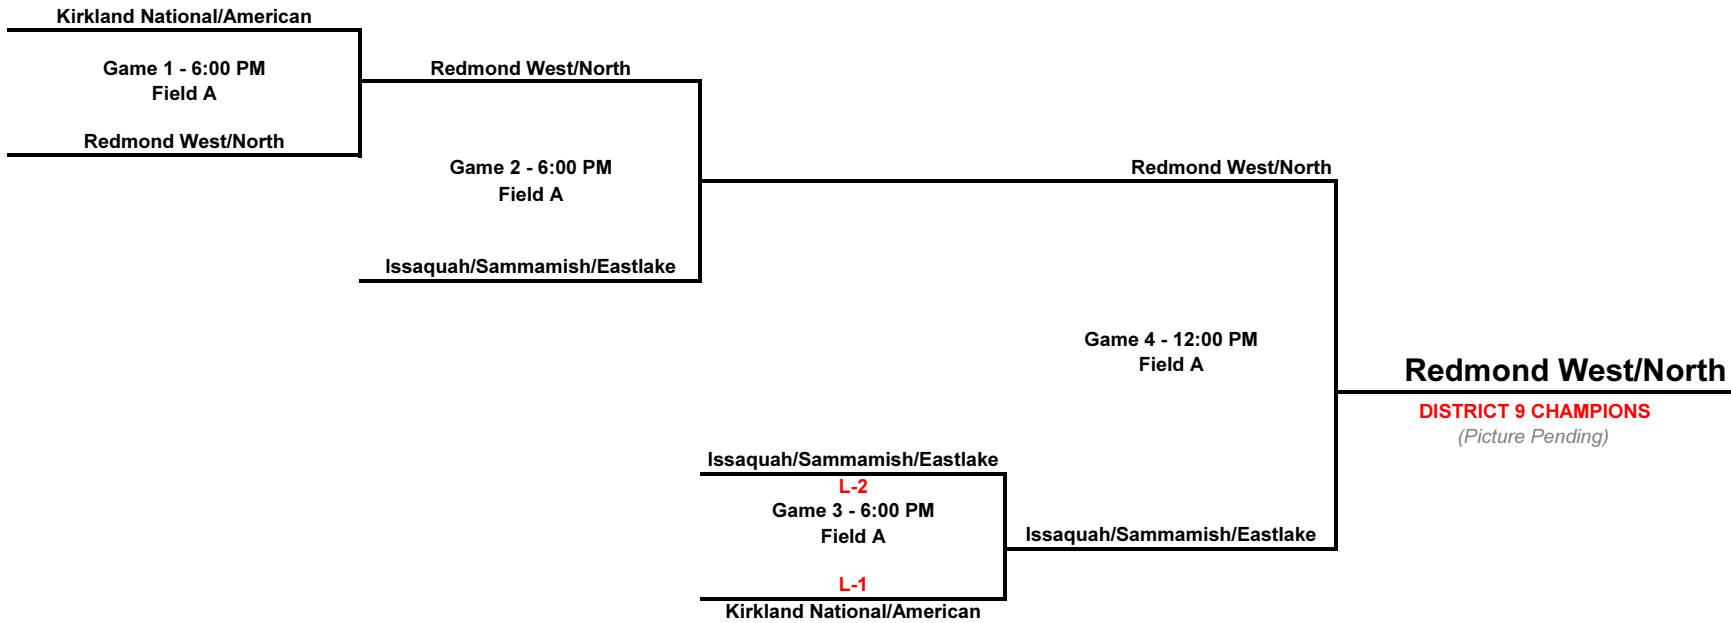 Kirkland National/American
Game 1 - 6:00 PM
Field A
Redmond West/North
Redmond West/North
Game 2 - 6:00 PM
Field A
Issaquah/Sammamish/Eastlake
Redmond West/North
Game 4 - 12:00 PM
Field A
Redmond West/North
DISTRICT 9 CHAMPIONS
(Picture Pending)
Issaquah/Sammamish/Eastlake
L-2
Game 3 - 6:00 PM
Field A
L-1
Kirkland National/American
Issaquah/Sammamish/Eastlake